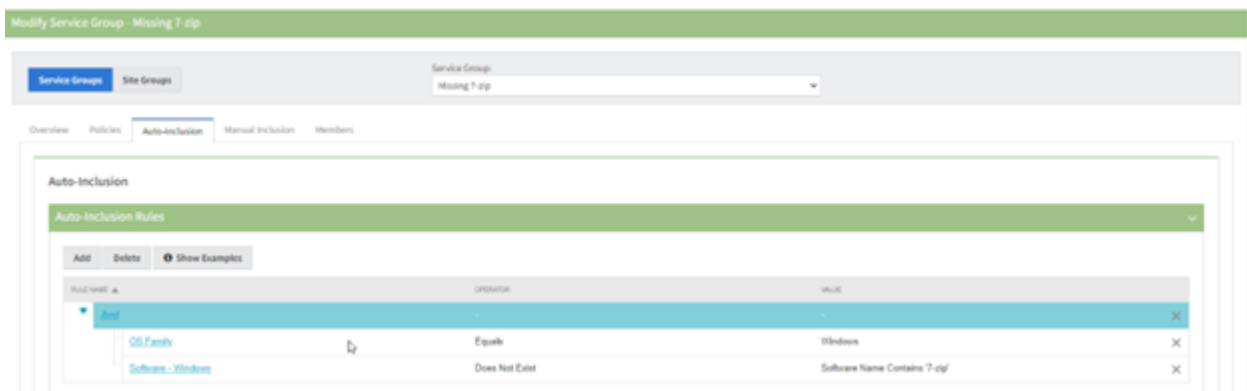 Modify Service Group - Missing 7-zip
Service Groups Site Groups
Service Group:
Missing 7-zip
Overview Policies Auto-Inclusion Manual Inclusion Members
Auto-Inclusion
Auto-Inclusion Rules
Add Delete Show Examples
RULE NAME OPERATOR VALUE
And - -
OS Family Equals Windows
Software - Windows Does Not Exist Software Name Contains '7-zip'